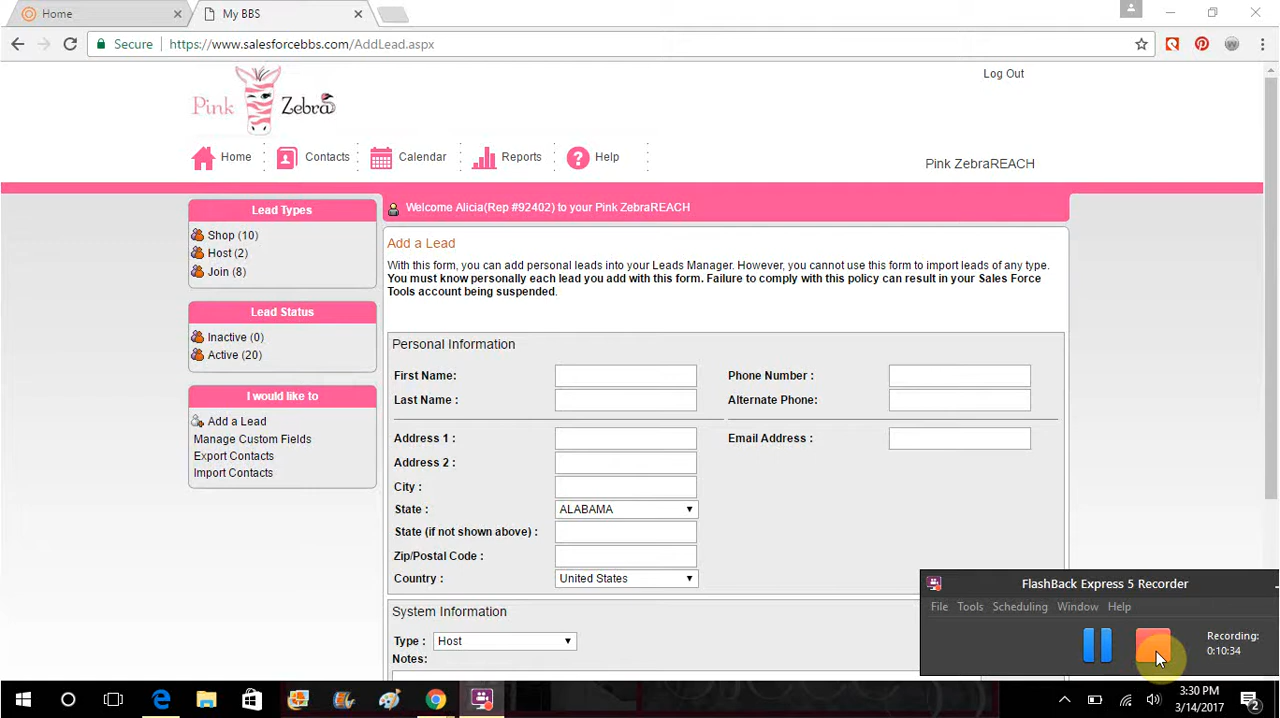 Home
My BBS
Secure
https://www.salesforcebbs.com/AddLead.aspx
Log Out
Pink Zebra
Home
Contacts
Calendar
Reports
? Help
Pink ZebraREACH
Lead Types
Shop (10)
Host (2)
Join (8)
Lead Status
Inactive (0)
Active (20)
I would like to
Add a Lead
Manage Custom Fields
Export Contacts
Import Contacts
Welcome Alicia(Rep #92402) to your Pink ZebraREACH
Add a Lead
With this form, you can add personal leads into your Leads Manager. However, you cannot use this form to import leads of any type.
You must know personally each lead you add with this form. Failure to comply with this policy can result in your Sales Force
Tools account being suspended.
Personal Information
First Name:
Phone Number :
Last Name :
Alternate Phone:
Address 1 :
Email Address :
Address 2 :
City :
State :
ALABAMA
State (if not shown above) :
Zip/Postal Code :
Country :
United States
System Information
Type :
Host
Notes:
FlashBack Express 5 Recorder
File Tools Scheduling Window Help
Recording:
0:10:34
3:30 PM
3/14/2017
2